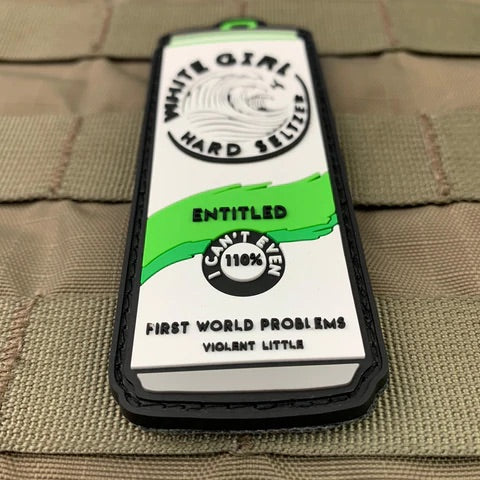 WHITE GIRL
HARD SELTZER
ENTITLED
I CAN'T EVEN
110%
FIRST WORLD PROBLEMS
VIOLENT LITTLE